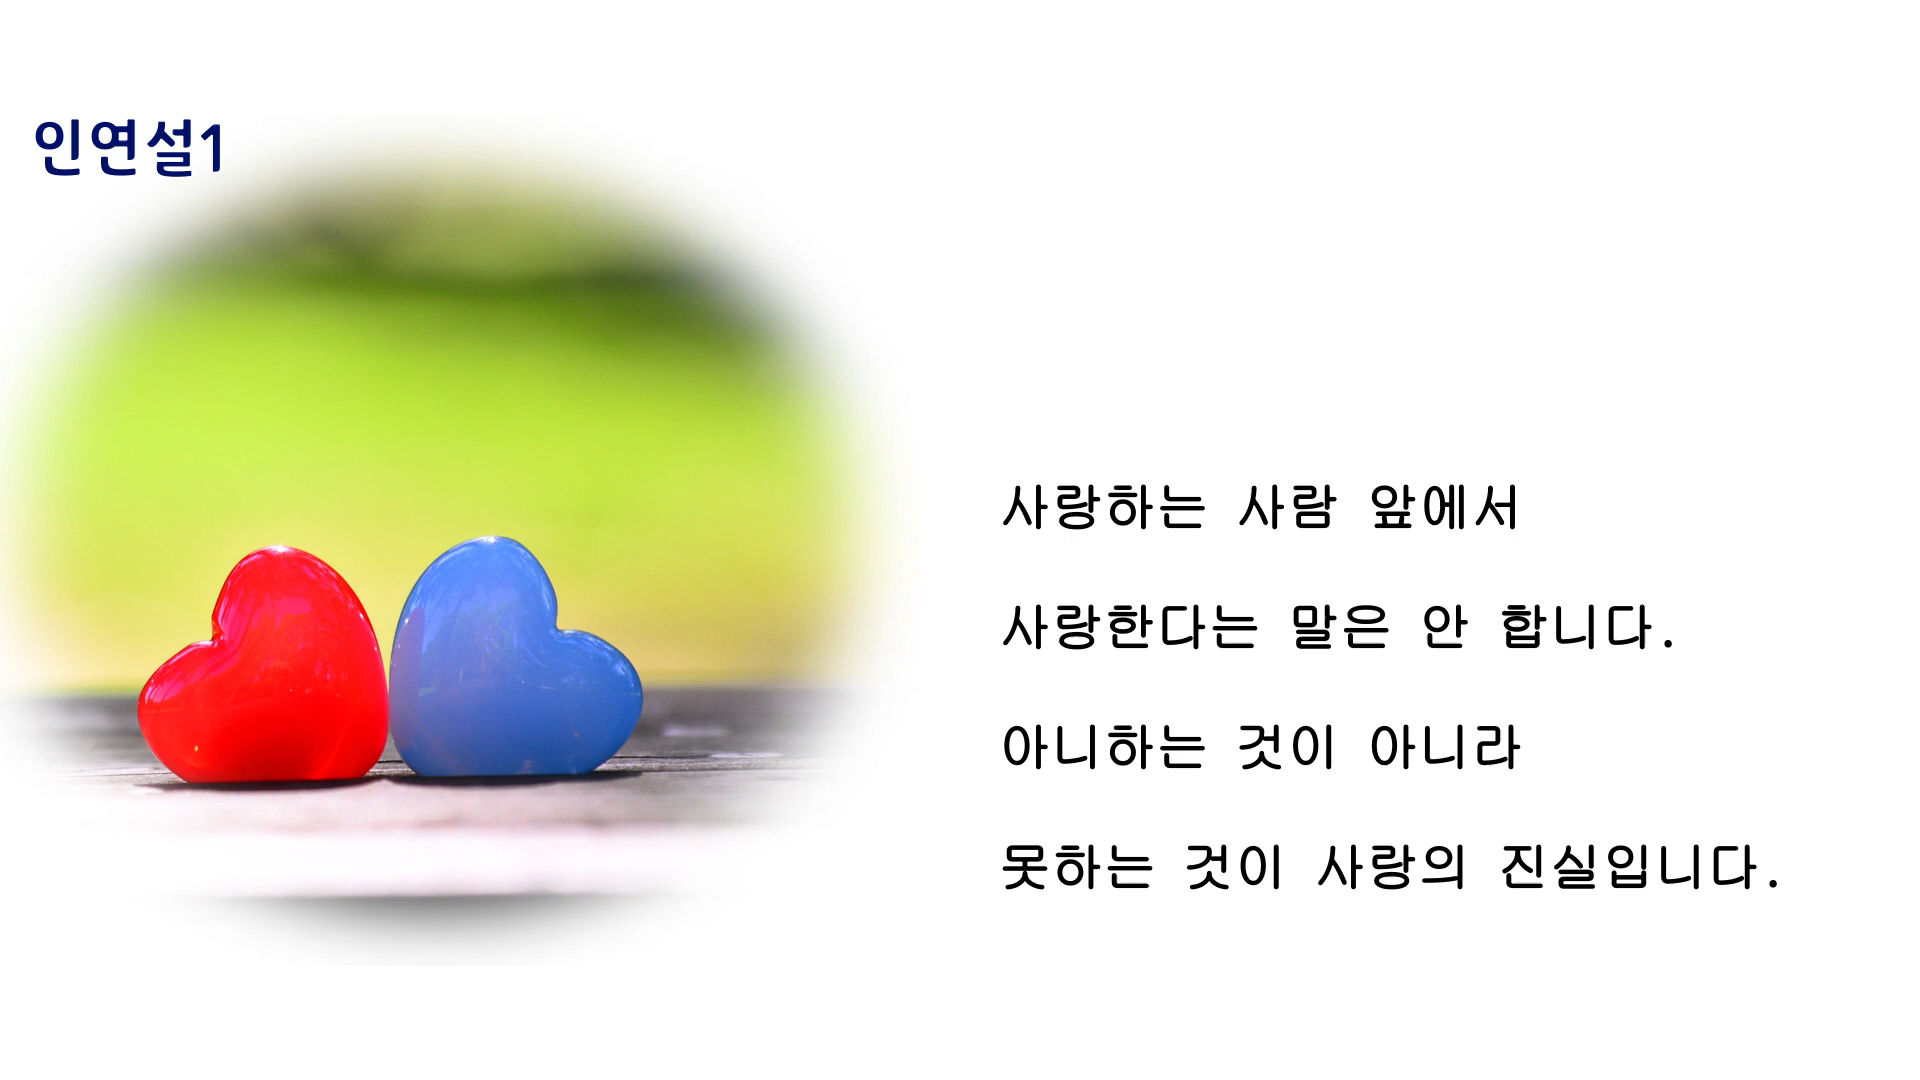 인연설1
사랑하는 사람 앞에서
사랑한다는 말은 안 합니다.
아니하는 것이 아니라
못하는 것이 사랑의 진실입니다.